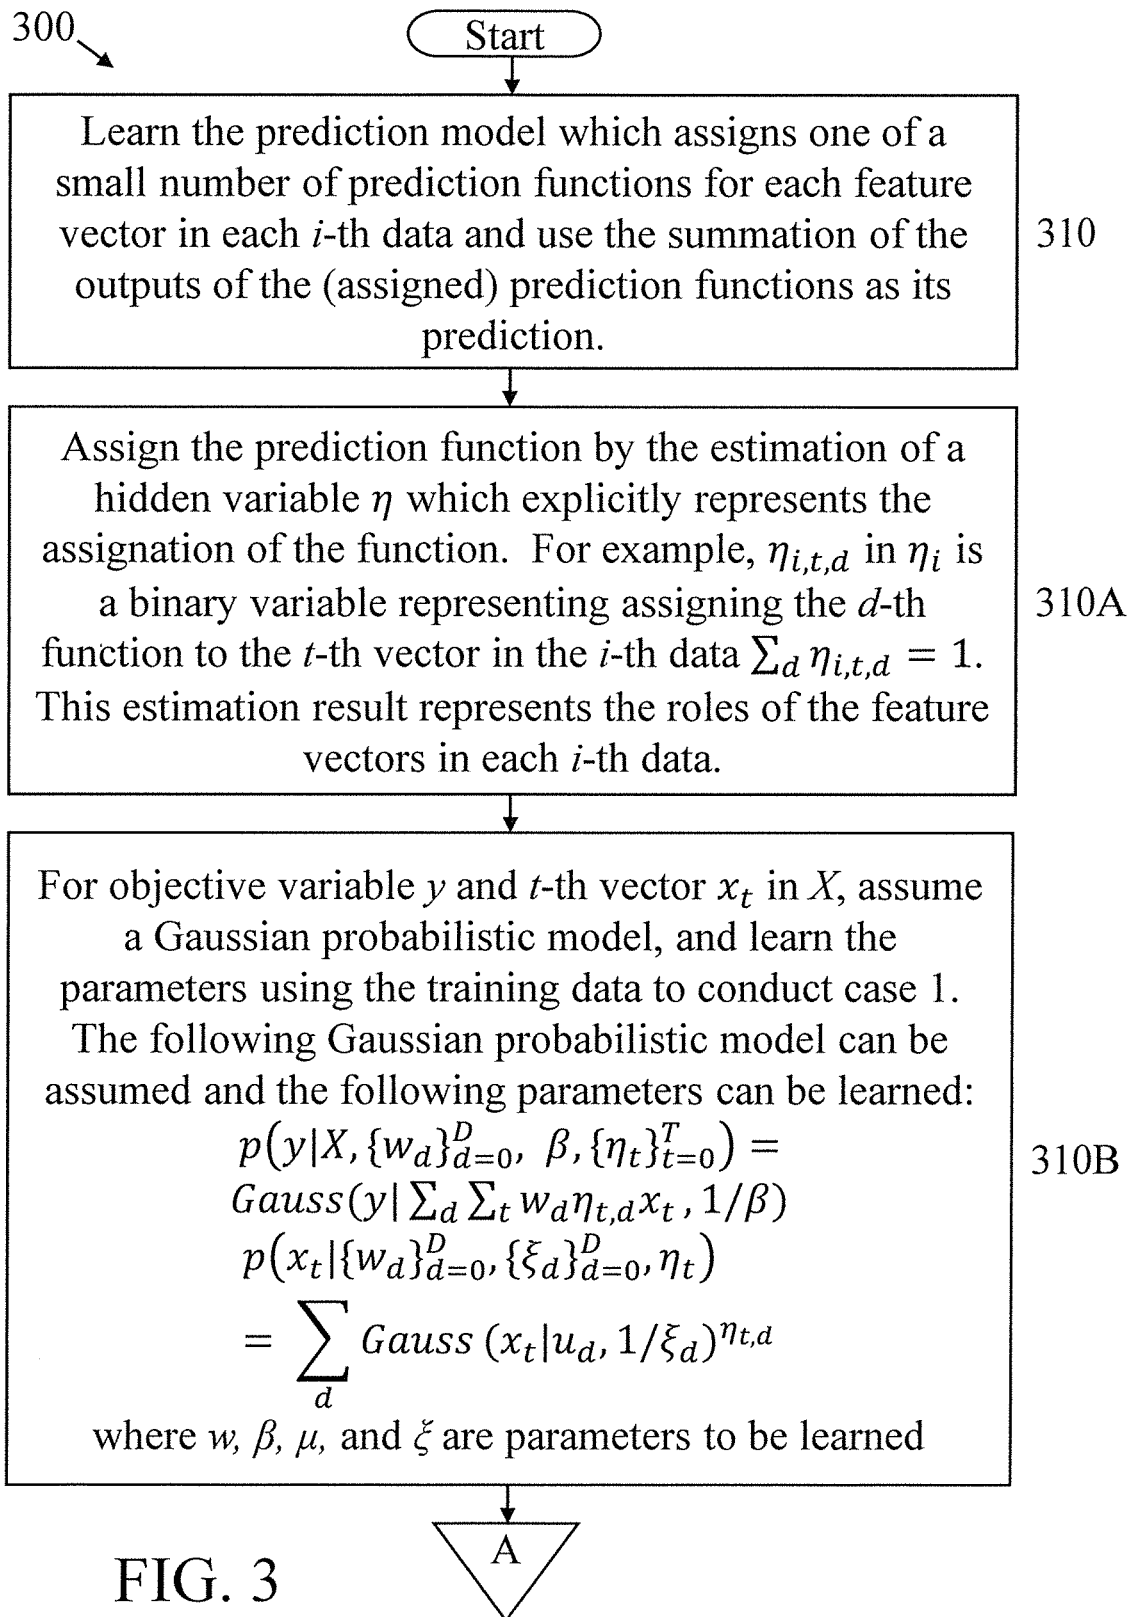 300
Start
Learn the prediction model which assigns one of a
small number of prediction functions for each feature
vector in each i-th data and use the summation of the
outputs of the (assigned) prediction functions as its
prediction.
310
Assign the prediction function by the estimation of a
hidden variable η which explicitly represents the
assignation of the function. For example, η_{i,t,d} in η_i is
a binary variable representing assigning the d-th
function to the t-th vector in the i-th data ∑_d η_{i,t,d} = 1.
This estimation result represents the roles of the feature
vectors in each i-th data.
310A
For objective variable y and t-th vector x_t in X, assume
a Gaussian probabilistic model, and learn the
parameters using the training data to conduct case 1.
The following Gaussian probabilistic model can be
assumed and the following parameters can be learned:
p(y|X, {w_d}_{d=0}^D, β, {η_t}_{t=0}^T) =
Gauss(y| ∑_d ∑_t w_d η_{t,d} x_t, 1/β)
p(x_t|{w_d}_{d=0}^D, {ξ_d}_{d=0}^D, η_t)
= ∑_d Gauss (x_t|u_d, 1/ξ_d)^{η_{t,d}}
where w, β, μ, and ξ are parameters to be learned
310B
A
FIG. 3